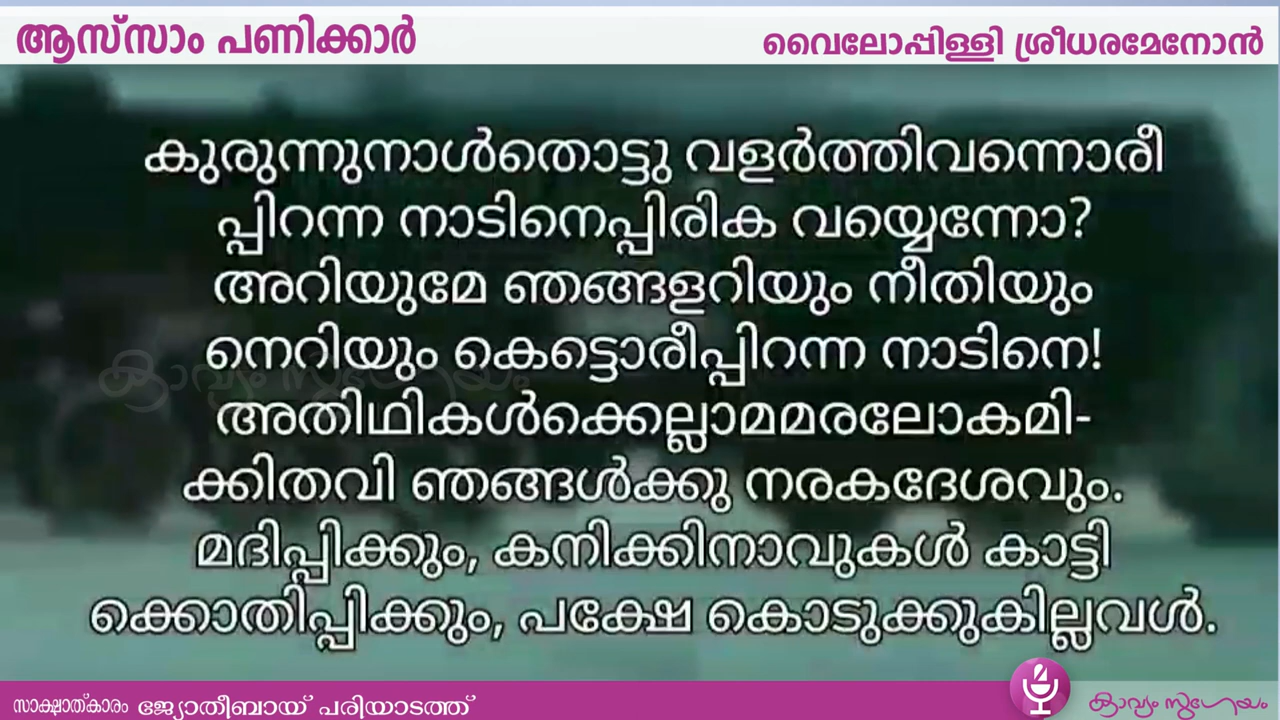 ആസ്സാം പണിക്കാർ
വൈലോപ്പിള്ളി ശ്രീധരമേനോൻ
കുരുന്നുനാൾതൊട്ടു വളർത്തിവന്നൊരീ
പ്പിറന്ന നാടിനെപ്പിരിക വയ്യെന്നോ?
അറിയുമേ ഞങ്ങളറിയും നീതിയും
നെറിയും കെട്ടൊരീപ്പിറന്ന നാടിനെ!
കാവ്യം സുഗേയം
അതിഥികൾക്കെല്ലാമമരലോകമി-
ക്കിതവി ഞങ്ങൾക്കു നരകദേശവും.
മദിപ്പിക്കും, കനിക്കിനാവുകൾ കാട്ടി
ക്കൊതിപ്പിക്കും, പക്ഷേ കൊടുക്കുകില്ലവൾ.
സാക്ഷാത്കാരം ജ്യോതീബായ് പരിയാടത്ത്
കാവ്യം സുഗേയം